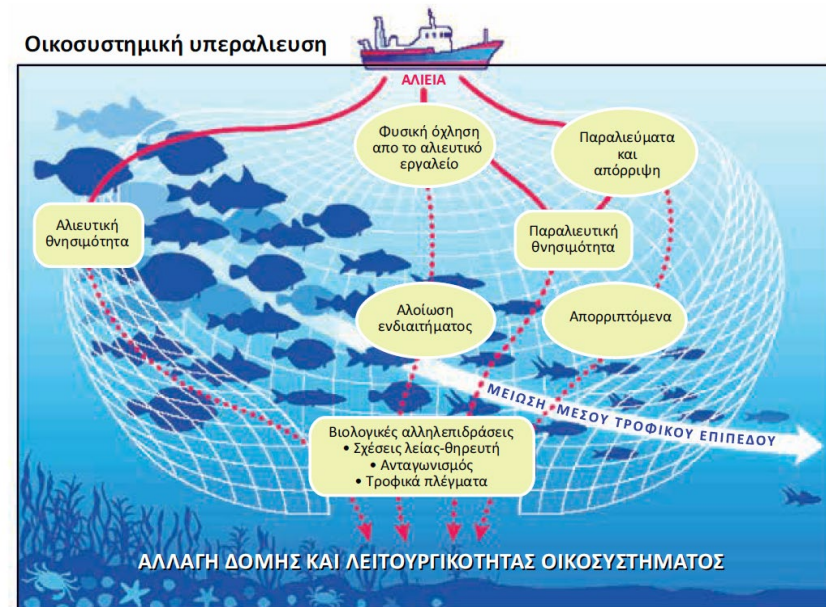 Οικοσυστημική υπεραλιευση
ΑΛΙΕΙΑ
Φυσική όχληση
απο το αλιευτικό
εργαλείο
Παραλιεύματα
και
απόρριψη
Αλιευτική
θνησιμότητα
Παραλιευτική
θνησιμότητα
Αλοίωση
ενδιαιτήματος
Απορριπτόμενα
ΜΕΙΩΣΗ ΜΕΣΟΥ ΤΡΟΦΙΚΟΥ ΕΠΙΠΕΔΟΥ
Βιολογικές αλληλεπιδράσεις
• Σχέσεις λείας-θηρευτή
• Ανταγωνισμός
• Τροφικά πλέγματα
ΑΛΛΑΓΗ ΔΟΜΗΣ ΚΑΙ ΛΕΙΤΟΥΡΓΙΚΟΤΗΤΑΣ ΟΙΚΟΣΥΣΤΗΜΑΤΟΣ